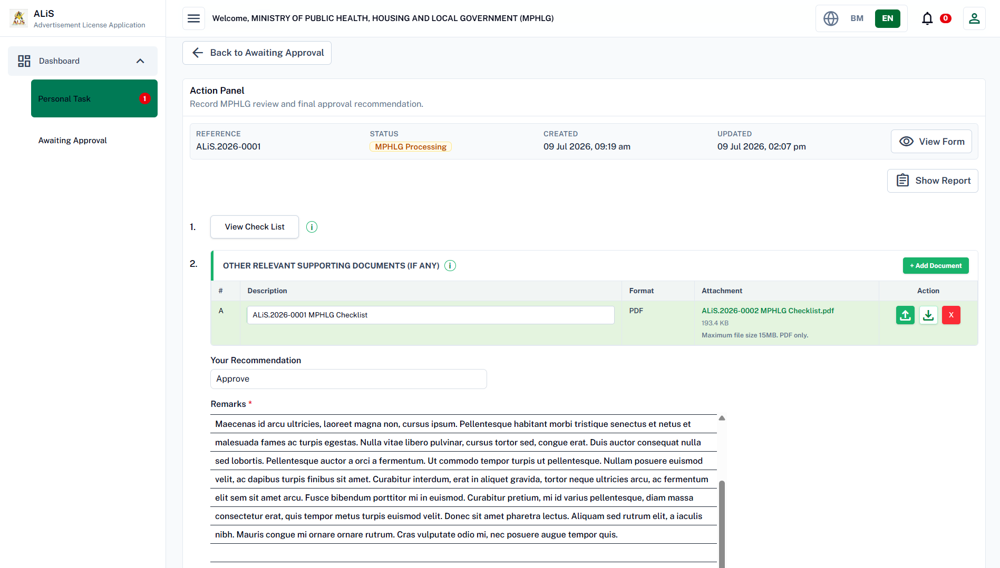 ALiS
Advertisement License Application
Welcome, MINISTRY OF PUBLIC HEALTH, HOUSING AND LOCAL GOVERNMENT (MPHLG)
BM
EN
0
Dashboard
Personal Task
1
Awaiting Approval
Back to Awaiting Approval
Action Panel
Record MPHLG review and final approval recommendation.
REFERENCE
ALiS.2026-0001
STATUS
MPHLG Processing
CREATED
09 Jul 2026, 09:19 am
UPDATED
09 Jul 2026, 02:07 pm
View Form
Show Report
1.
View Check List
2.
OTHER RELEVANT SUPPORTING DOCUMENTS (IF ANY)
+ Add Document
# Description Format Attachment Action
A
ALiS.2026-0001 MPHLG Checklist
PDF
ALiS.2026-0002 MPHLG Checklist.pdf
193.4 KB
Maximum file size 15MB. PDF only.
X
Your Recommendation
Approve
Remarks *
Maecenas id arcu ultricies, laoreet magna non, cursus ipsum. Pellentesque habitant morbi tristique senectus et netus et
malesuada fames ac turpis egestas. Nulla vitae libero pulvinar, cursus tortor sed, congue erat. Duis auctor consequat nulla
sed lobortis. Pellentesque auctor a orci a fermentum. Ut commodo tempor turpis ut pellentesque. Nullam posuere euismod
velit, ac dapibus turpis finibus sit amet. Curabitur interdum, erat in aliquet gravida, tortor neque ultricies arcu, ac fermentum
elit sem sit amet arcu. Fusce bibendum porttitor mi in euismod. Curabitur pretium, mi id varius pellentesque, diam massa
consectetur erat, quis tempor metus turpis euismod velit. Donec sit amet pharetra lectus. Aliquam sed rutrum elit, a iaculis
nibh. Mauris congue mi ornare ornare rutrum. Cras vulputate odio mi, nec posuere augue tempor quis.